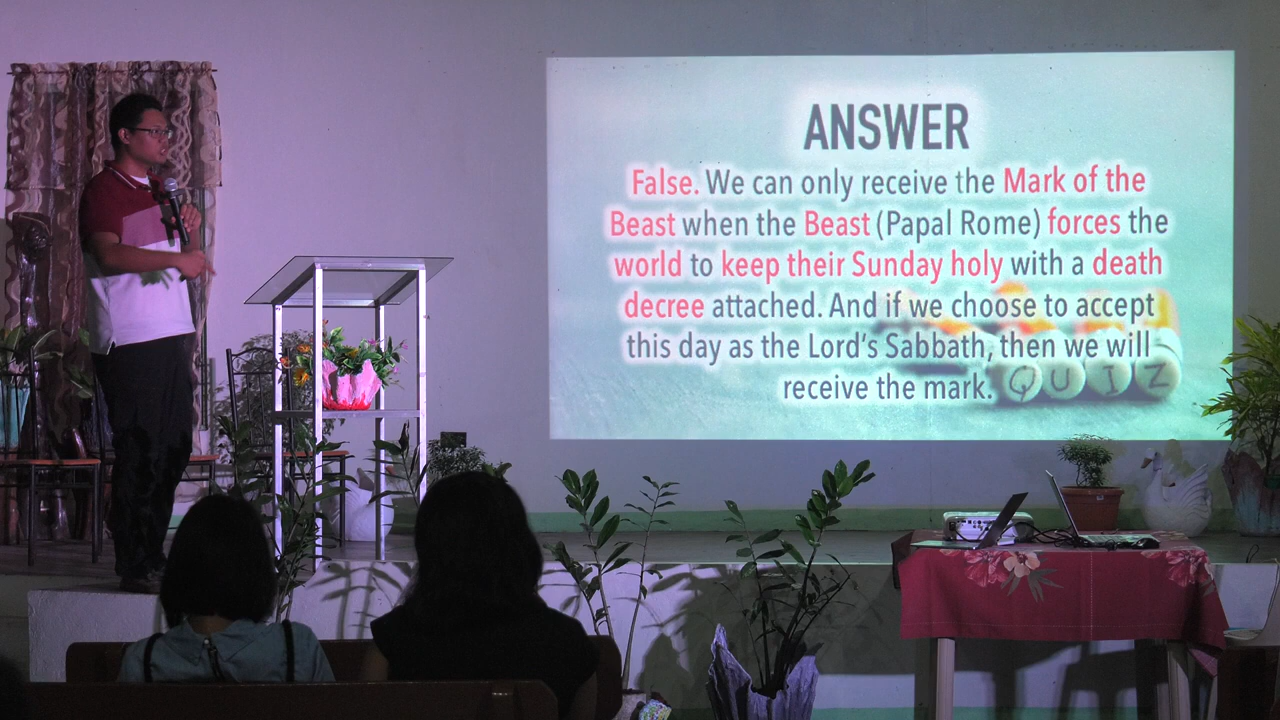 ANSWER
False. We can only receive the Mark of the
Beast when the Beast (Papal Rome) forces the
world to keep their Sunday holy with a death
decree attached. And if we choose to accept
this day as the Lord's Sabbath, then we will
receive the mark.
QUIZ